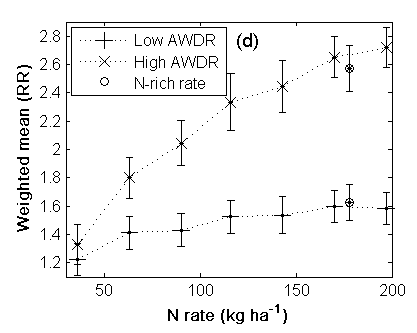 2.8
2.6
2.4
2.2
2
1.8
1.6
1.4
1.2
Weighted mean (RR)
Low AWDR
High AWDR
N-rich rate
(d)
50
100
150
200
N rate (kg ha⁻¹)